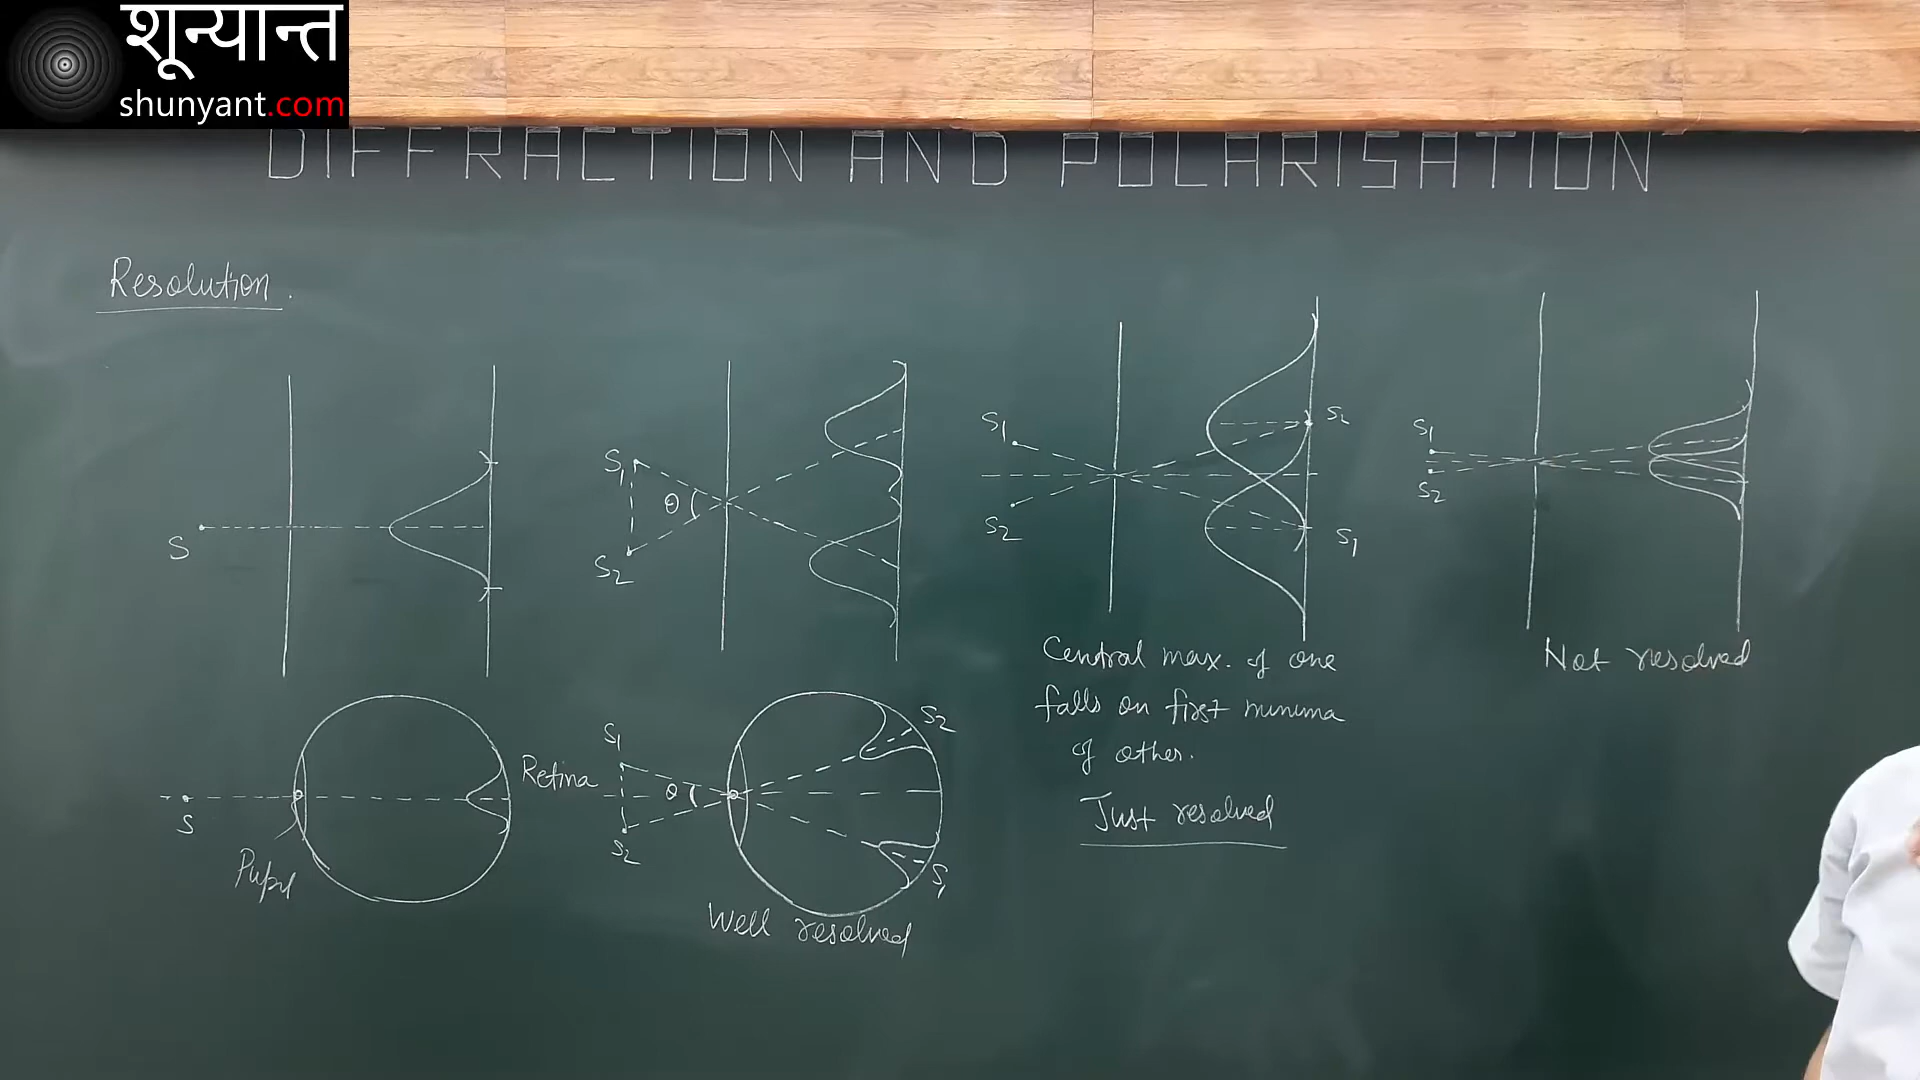 शून्यान्त
shunyant.com
DIFFRACTION AND POLARISATION
Resolution.
S
S1
θ
S2
S1
S2
S2
S1
S1
S2
Central max. of one
falls on first minima
of other.
Just resolved
Not resolved
S
Pupil
Retina
S1
θ
S2
S2
S1
Well resolved